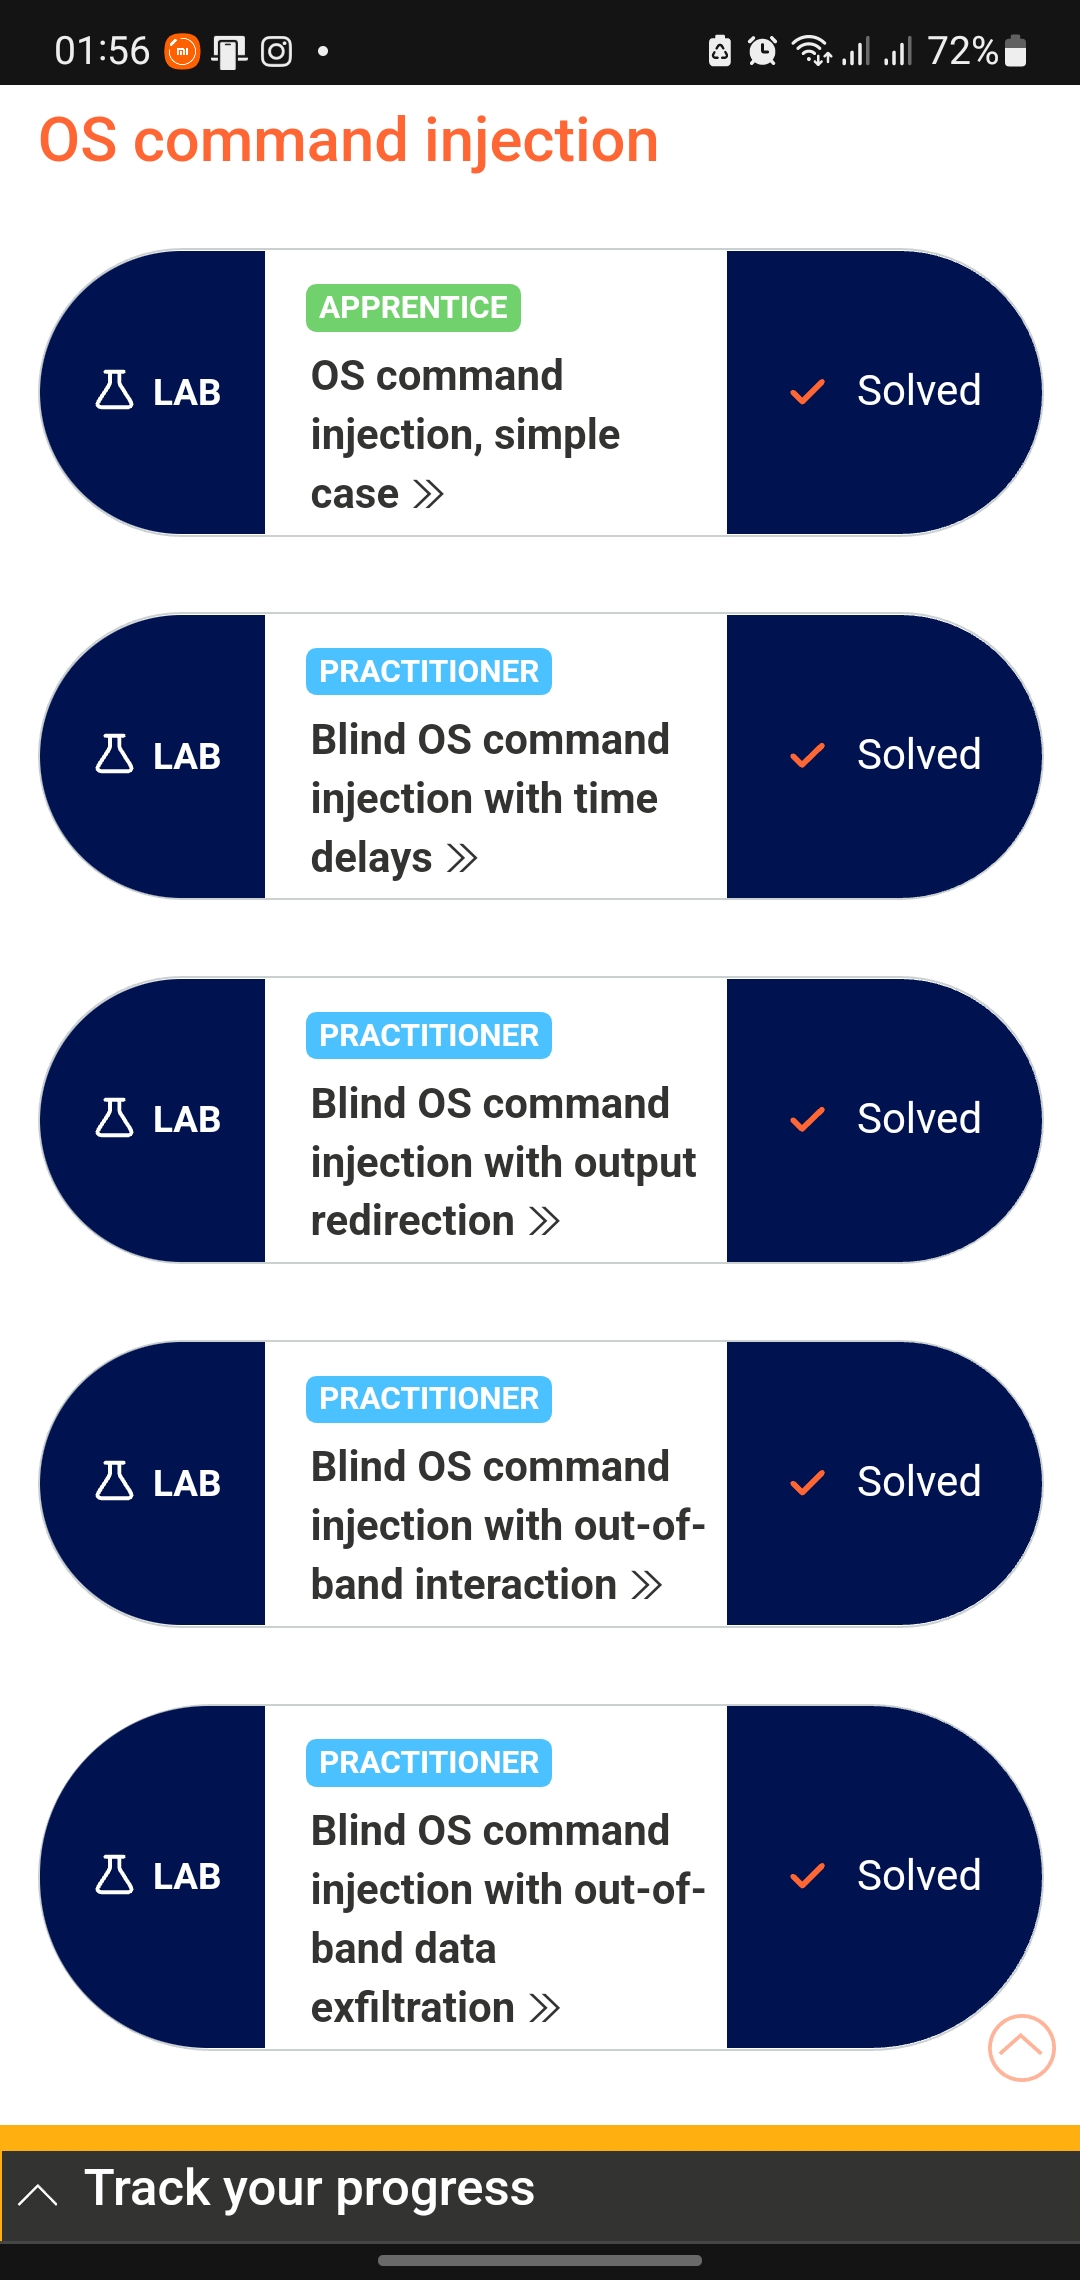 01:56
72%
OS command injection
APPRENTICE
LAB
OS command
injection, simple
case
Solved
PRACTITIONER
LAB
Blind OS command
injection with time
delays
Solved
PRACTITIONER
LAB
Blind OS command
injection with output
redirection
Solved
PRACTITIONER
LAB
Blind OS command
injection with out-of-
band interaction
Solved
PRACTITIONER
LAB
Blind OS command
injection with out-of-
band data
exfiltration
Solved
Track your progress